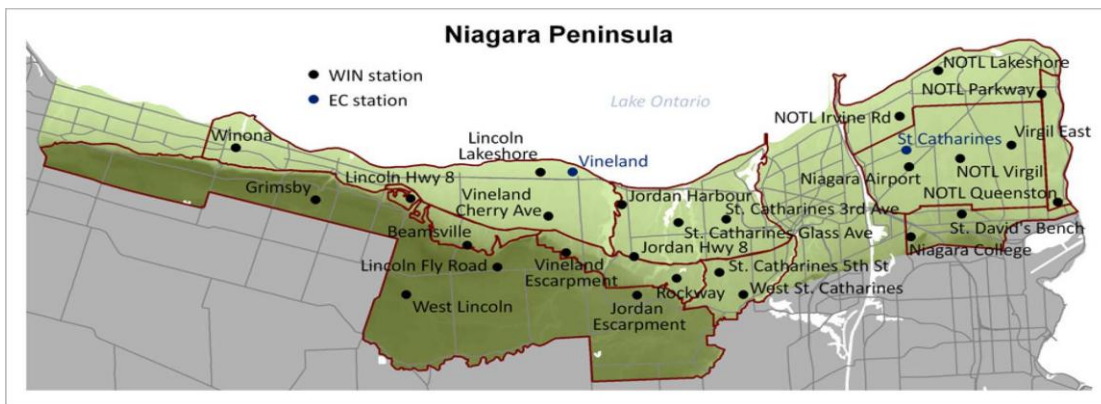 Niagara Peninsula
WIN station
EC station
Lake Ontario
NOTL Lakeshore
NOTL Parkway
NOTL Irvine Rd
St Catharines
Virgil East
Winona
Lincoln
Lakeshore
Vineland
NOTL Virgil
Niagara Airport
Lincoln Hwy 8
Grimsby
NOTL Queenston
Vineland
Cherry Ave
Jordan Harbour
St. Catharines 3rd Ave
St. Catharines Glass Ave
St. David's Bench
Beamsville
Jordan Hwy 8
Niagara College
Lincoln Fly Road
Vineland
Escarpment
St. Catharines 5th St
Rockway
West St. Catharines
West Lincoln
Jordan
Escarpment